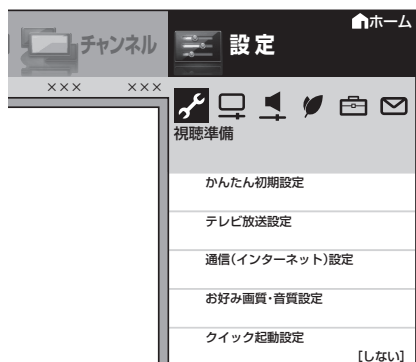 ホーム
チャンネル 設定
××× ×××
視聴準備
かんたん初期設定
テレビ放送設定
通信(インターネット)設定
お好み画質・音質設定
クイック起動設定
[しない]